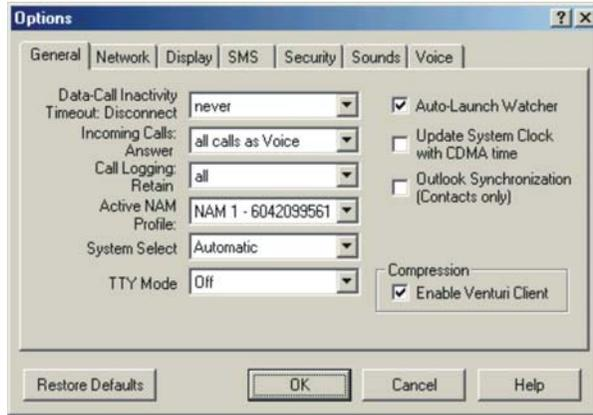 Options
General Network Display SMS Security Sounds Voice
Data-Call Inactivity
Timeout: Disconnect never
Incoming Calls:
Answer all calls as Voice
Call Logging:
Retain all
Active NAM
Profile: NAM 1 - 6042099561
System Select Automatic
TTY Mode Off
Auto-Launch Watcher
Update System Clock
with CDMA time
Outlook Synchronization
(Contacts only)
Compression
Enable Venturi Client
Restore Defaults OK Cancel Help